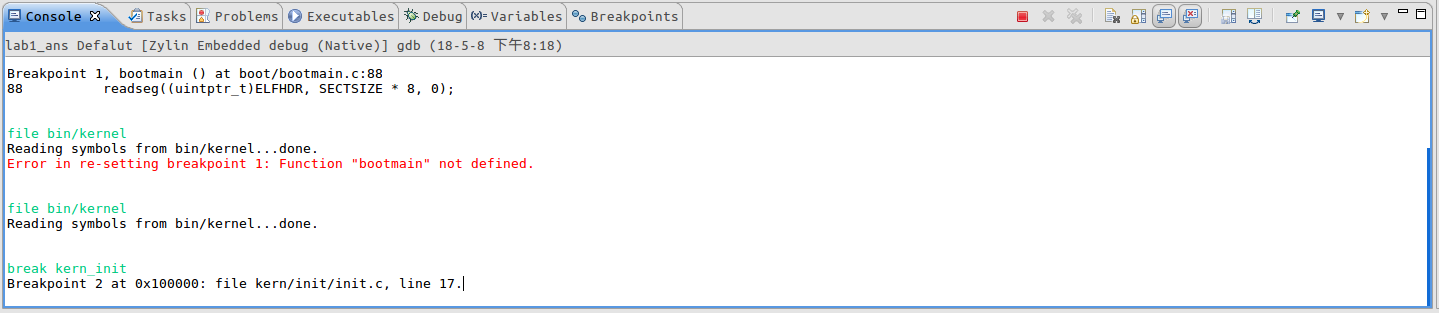 Console Tasks Problems Executables Debug (x)= Variables Breakpoints
lab1_ans Defalut [Zylin Embedded debug (Native)] gdb (18-5-8 下午8:18)
Breakpoint 1, bootmain () at boot/bootmain.c:88
88          readseg((uintptr_t)ELFHDR, SECTSIZE * 8, 0);
file bin/kernel
Reading symbols from bin/kernel...done.
Error in re-setting breakpoint 1: Function "bootmain" not defined.
file bin/kernel
Reading symbols from bin/kernel...done.
break kern_init
Breakpoint 2 at 0x100000: file kern/init/init.c, line 17.